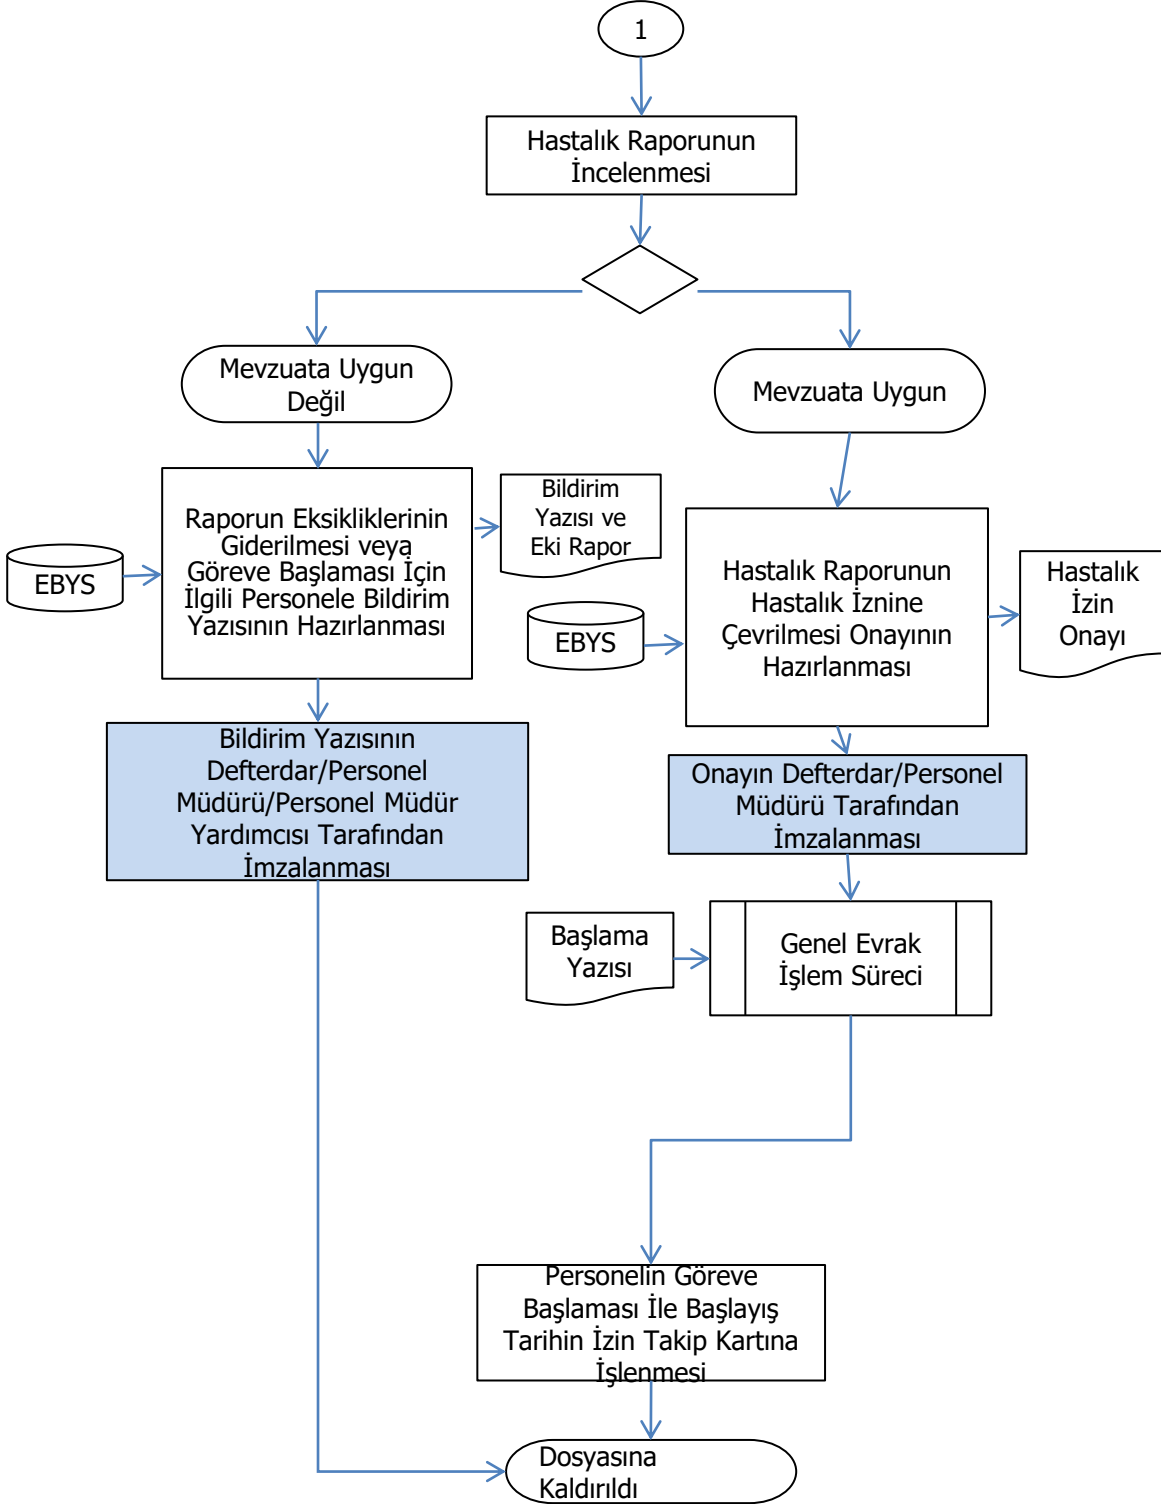 1
Hastalık Raporunun
İncelenmesi
Mevzuata Uygun
Değil
Mevzuata Uygun
Raporun Eksikliklerinin
Giderilmesi veya
Göreve Başlaması İçin
İlgili Personele Bildirim
Yazısının Hazırlanması
Bildirim
Yazısı ve
Eki Rapor
EBYS
Hastalık Raporunun
Hastalık İznine
Çevrilmesi Onayının
Hazırlanması
Hastalık
İzin
Onayı
EBYS
Bildirim Yazısının
Defterdar/Personel
Müdürü/Personel Müdür
Yardımcısı Tarafından
İmzalanması
Onayın Defterdar/Personel
Müdürü Tarafından
İmzalanması
Başlama
Yazısı
Genel Evrak
İşlem Süreci
Personelin Göreve
Başlaması İle Başlayış
Tarihin İzin Takip Kartına
İşlenmesi
Dosyasına
Kaldırıldı